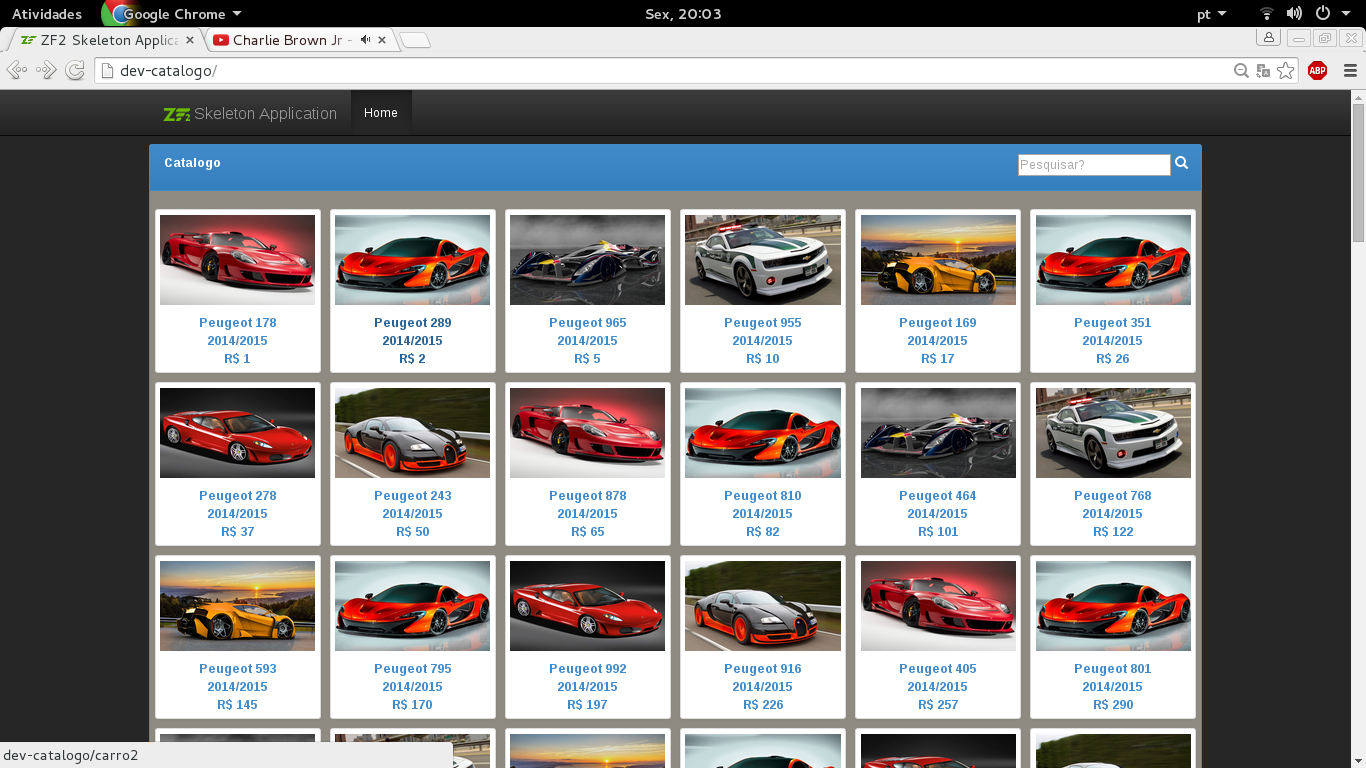 Atividades
Google Chrome
Sex, 20:03
pt
ZF2 Skeleton Applica
Charlie Brown Jr -
dev-catalogo/
ABP
ZF2 Skeleton Application
Home
Catalogo
Pesquisar?
Peugeot 178
2014/2015
R$ 1
Peugeot 289
2014/2015
R$ 2
Peugeot 965
2014/2015
R$ 5
Peugeot 955
2014/2015
R$ 10
Peugeot 169
2014/2015
R$ 17
Peugeot 351
2014/2015
R$ 26
Peugeot 278
2014/2015
R$ 37
Peugeot 243
2014/2015
R$ 50
Peugeot 878
2014/2015
R$ 65
Peugeot 810
2014/2015
R$ 82
Peugeot 464
2014/2015
R$ 101
Peugeot 768
2014/2015
R$ 122
Peugeot 593
2014/2015
R$ 145
Peugeot 795
2014/2015
R$ 170
Peugeot 992
2014/2015
R$ 197
Peugeot 916
2014/2015
R$ 226
Peugeot 405
2014/2015
R$ 257
Peugeot 801
2014/2015
R$ 290
dev-catalogo/carro2